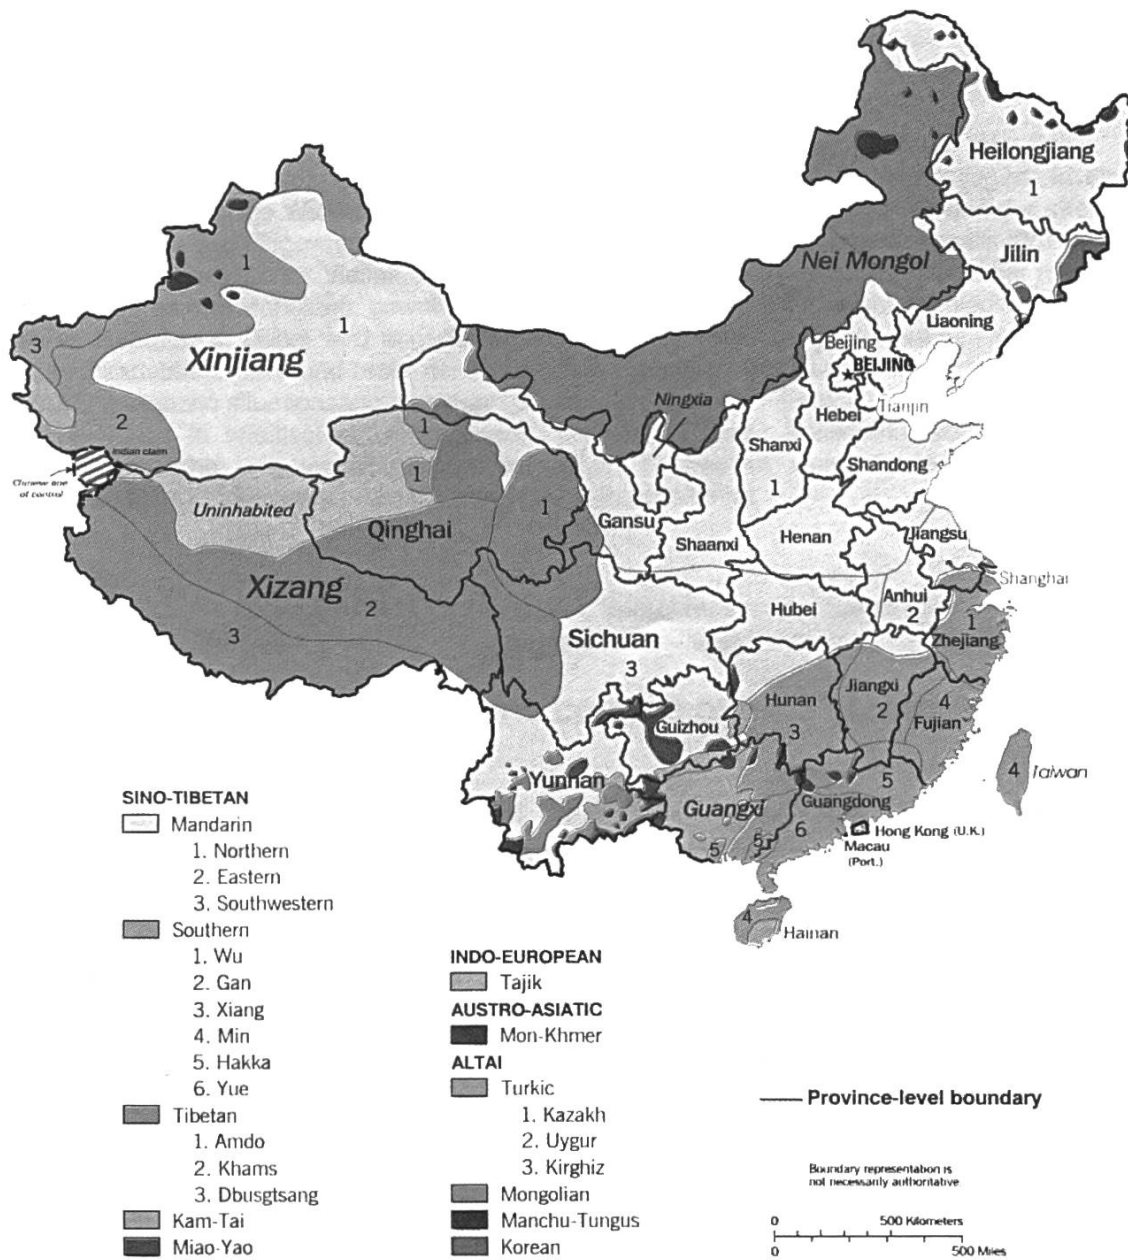 Heilongjiang
1
Jilin
Nei Mongol
Liaoning
1
1
Xinjiang
3
2
Indian claim
Chinese line
of control
Beijing
BEIJING
Tianjin
Hebei
Ningxia
Shanxi
1
Shandong
1
1
1
Uninhabited
Qinghai
Gansu
Shaanxi
Henan
Jiangsu
Shanghai
Xizang
2
3
Hubei
Anhui
2
1
Zhejiang
Sichuan
3
Hunan
3
Jiangxi
2
4
Fujian
Guizhou
Yunnan
Guangxi
5
6
5
Guangdong
6
5
4
Taiwan
Hong Kong (U.K.)
Macau
(Port.)
4
Hainan
SINO-TIBETAN
Mandarin
1. Northern
2. Eastern
3. Southwestern
Southern
1. Wu
2. Gan
3. Xiang
4. Min
5. Hakka
6. Yue
Tibetan
1. Amdo
2. Khams
3. Dbusgtsang
Kam-Tai
Miao-Yao
INDO-EUROPEAN
Tajik
AUSTRO-ASIATIC
Mon-Khmer
ALTAI
Turkic
1. Kazakh
2. Uygur
3. Kirghiz
Mongolian
Manchu-Tungus
Korean
Province-level boundary
Boundary representation is
not necessarily authoritative.
0 500 Kilometers
0 500 Miles